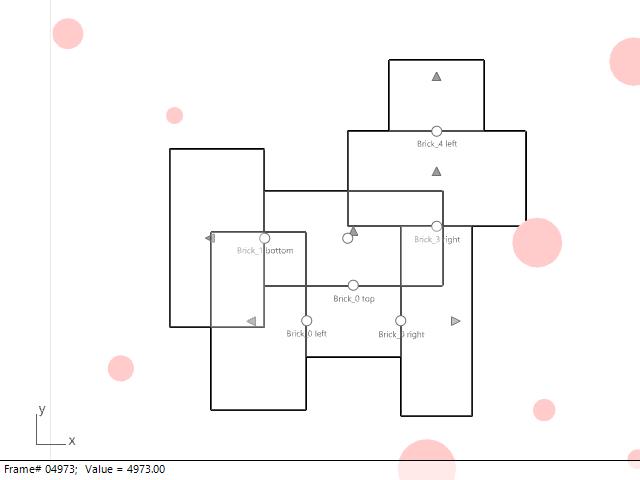 Brick_4 left
Brick_3 right
Brick_1 bottom
Brick_0 top
Brick_0 left
Brick_0 right
y
x
Frame# 04973;  Value = 4973.00